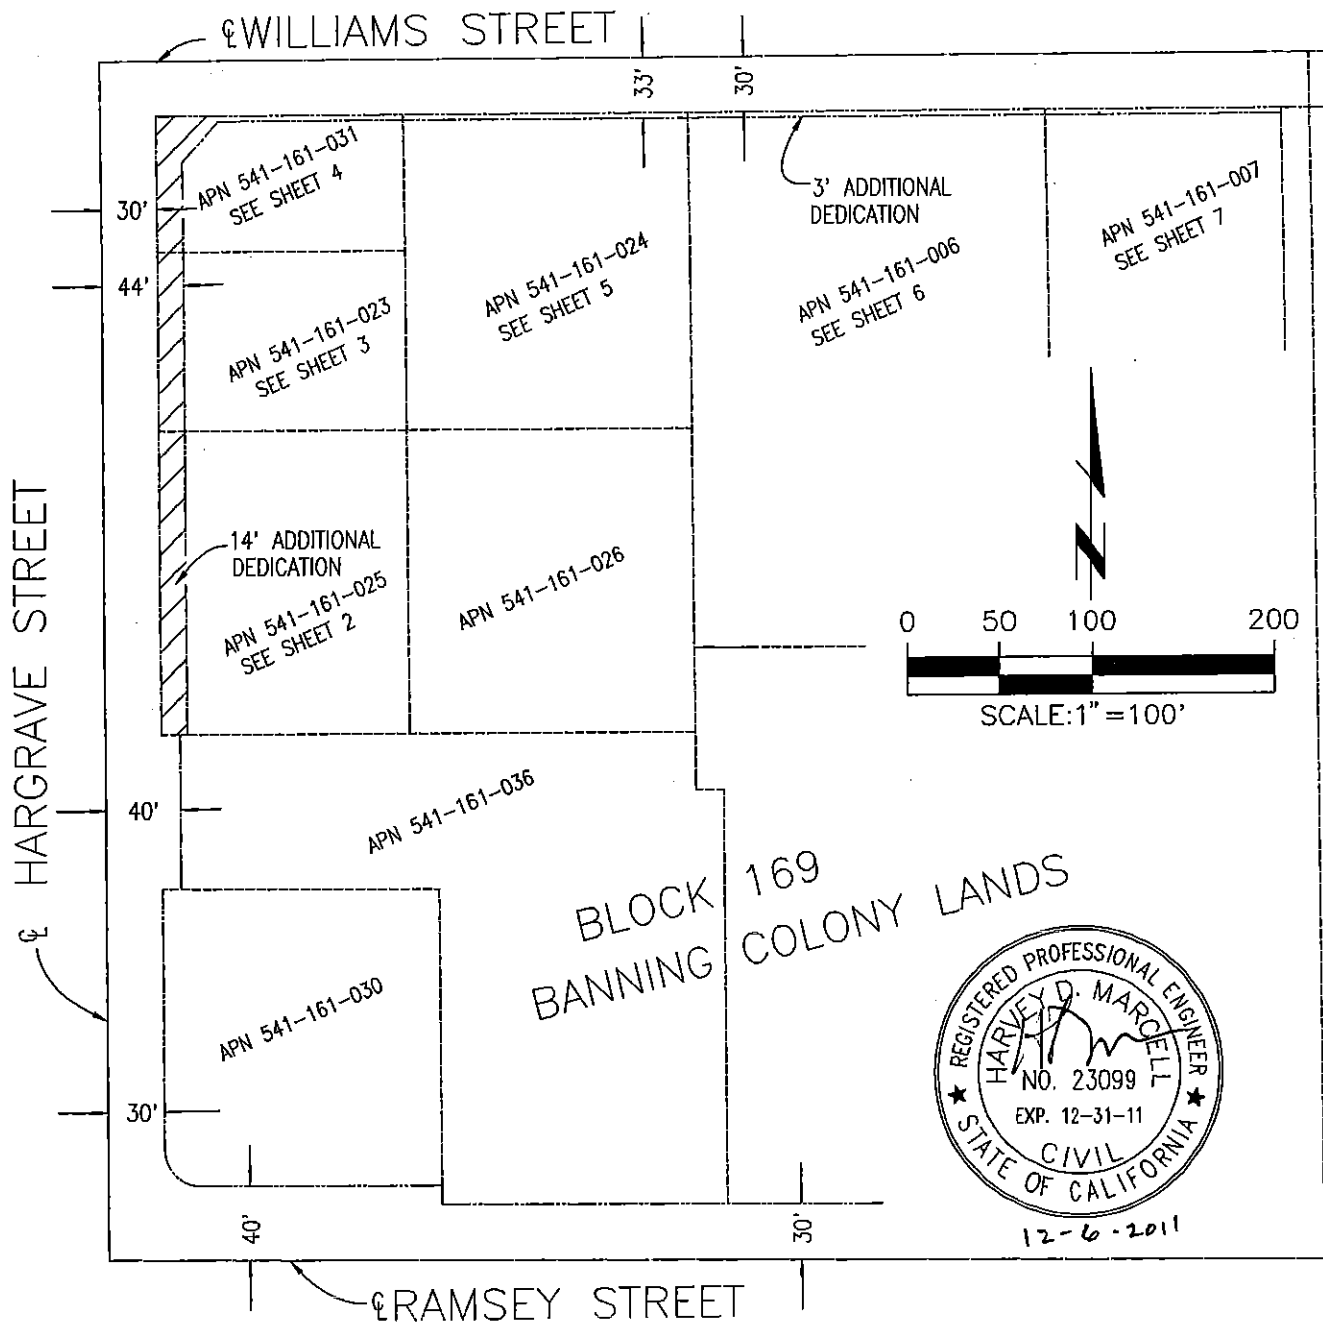 ℄ WILLIAMS STREET
33'
30'
APN 541-161-031
SEE SHEET 4
3' ADDITIONAL
DEDICATION
APN 541-161-007
SEE SHEET 7
30'
44'
APN 541-161-024
SEE SHEET 5
APN 541-161-006
SEE SHEET 6
APN 541-161-023
SEE SHEET 3
14' ADDITIONAL
DEDICATION
APN 541-161-025
SEE SHEET 2
APN 541-161-026
N
0 50 100 200
SCALE: 1" = 100'
℄ HARGRAVE STREET
40'
APN 541-161-036
BLOCK 169
BANNING COLONY LANDS
APN 541-161-030
30'
REGISTERED PROFESSIONAL ENGINEER
HARVEY D. MARCELL
NO. 23099
EXP. 12-31-11
CIVIL
★ STATE OF CALIFORNIA ★
12-6-2011
40'
30'
℄ RAMSEY STREET